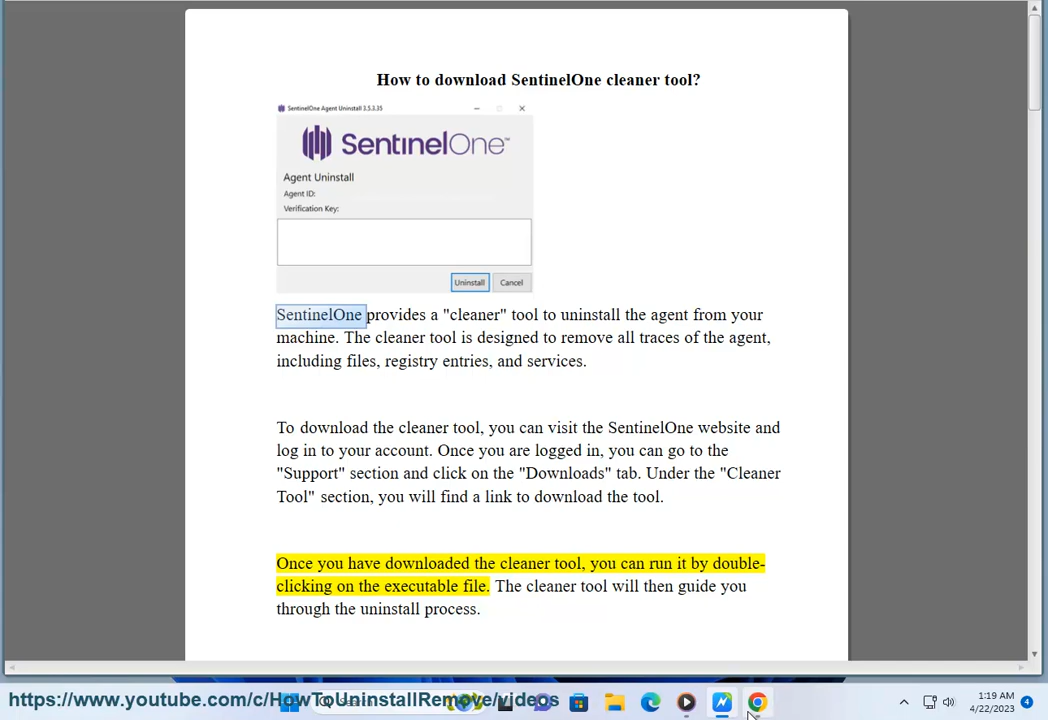 How to download SentinelOne cleaner tool?
SentinelOne Agent Uninstall 3.5.3.35
SentinelOne™
Agent Uninstall
Agent ID:
Verification Key:
Uninstall
Cancel
SentinelOne provides a "cleaner" tool to uninstall the agent from your
machine. The cleaner tool is designed to remove all traces of the agent,
including files, registry entries, and services.
To download the cleaner tool, you can visit the SentinelOne website and
log in to your account. Once you are logged in, you can go to the
"Support" section and click on the "Downloads" tab. Under the "Cleaner
Tool" section, you will find a link to download the tool.
Once you have downloaded the cleaner tool, you can run it by double-
clicking on the executable file. The cleaner tool will then guide you
through the uninstall process.
https://www.youtube.com/c/HowToUninstallRemove/videos
Search
1:19 AM
4/22/2023
4